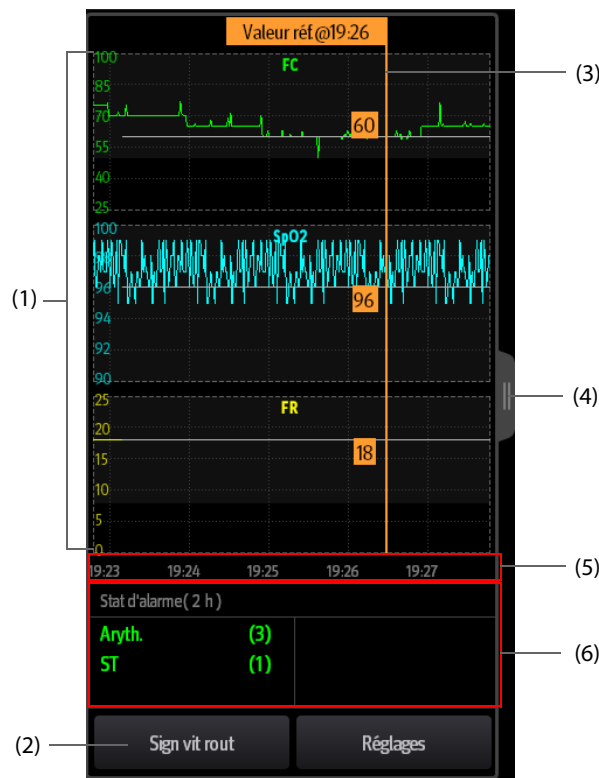 Valeur réf.@19:26
FC
100
85
70
55
40
25
60
(3)
SpO2
100
98
96
94
92
90
96
(1)
(4)
FR
25
20
15
10
5
0
18
19:23 19:24 19:25 19:26 19:27
(5)
Stat d'alarme( 2 h )
Aryth. (3)
ST (1)
(6)
(2)
Sign vit rout
Réglages